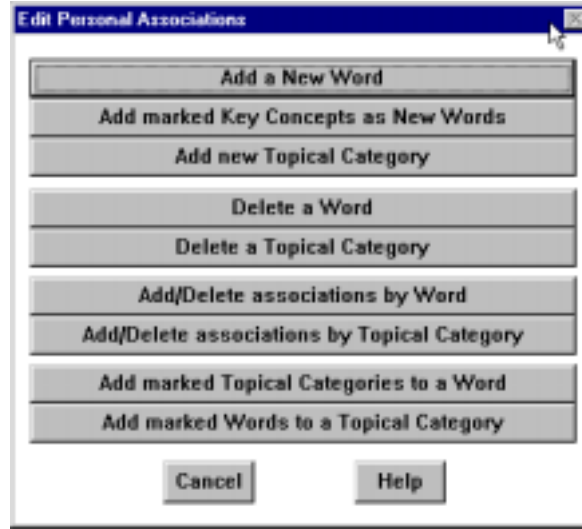 Edit Personal Associations
Add a New Word
Add marked Key Concepts as New Words
Add new Topical Category
Delete a Word
Delete a Topical Category
Add/Delete associations by Word
Add/Delete associations by Topical Category
Add marked Topical Categories to a Word
Add marked Words to a Topical Category
Cancel Help